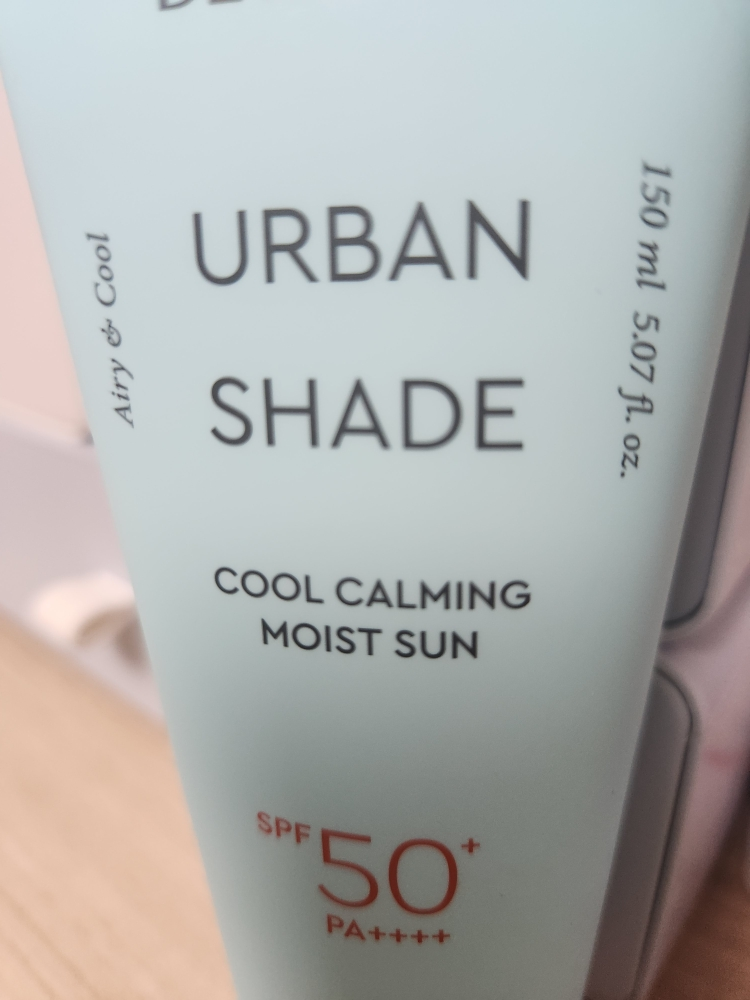 URBAN
SHADE
Airy & Cool
150 ml 5.07 fl. oz.
COOL CALMING
MOIST SUN
SPF 50+
PA++++